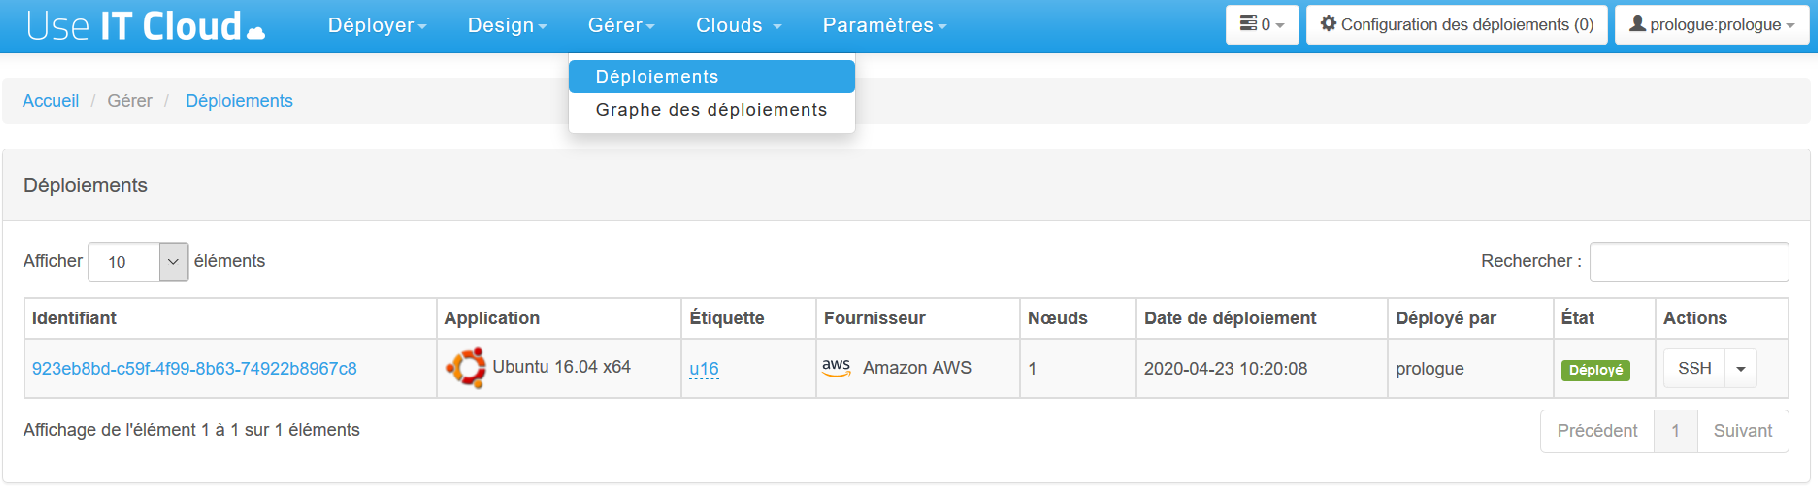 Use IT Cloud Déployer Design Gérer Clouds Paramètres 0 Configuration des déploiements (0) prologue:prologue
Déploiements
Graphe des déploiements
Accueil / Gérer / Déploiements
Déploiements
Afficher 10 éléments Rechercher :
Identifiant Application Étiquette Fournisseur Nœuds Date de déploiement Déployé par État Actions
923eb8bd-c59f-4f99-8b63-74922b8967c8 Ubuntu 16.04 x64 u16 aws Amazon AWS 1 2020-04-23 10:20:08 prologue Déployé SSH
Affichage de l'élément 1 à 1 sur 1 éléments Précédent 1 Suivant